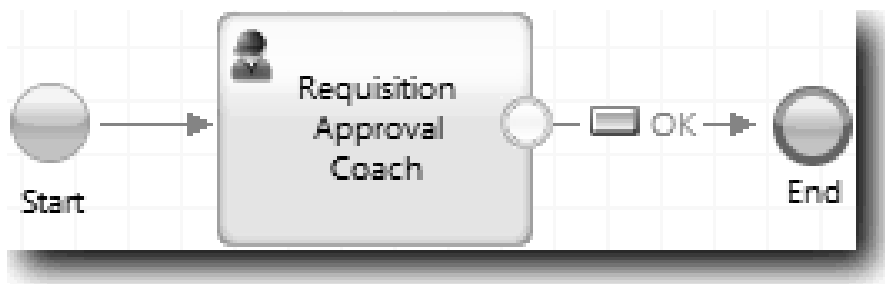 Start
Requisition
Approval
Coach
OK
End